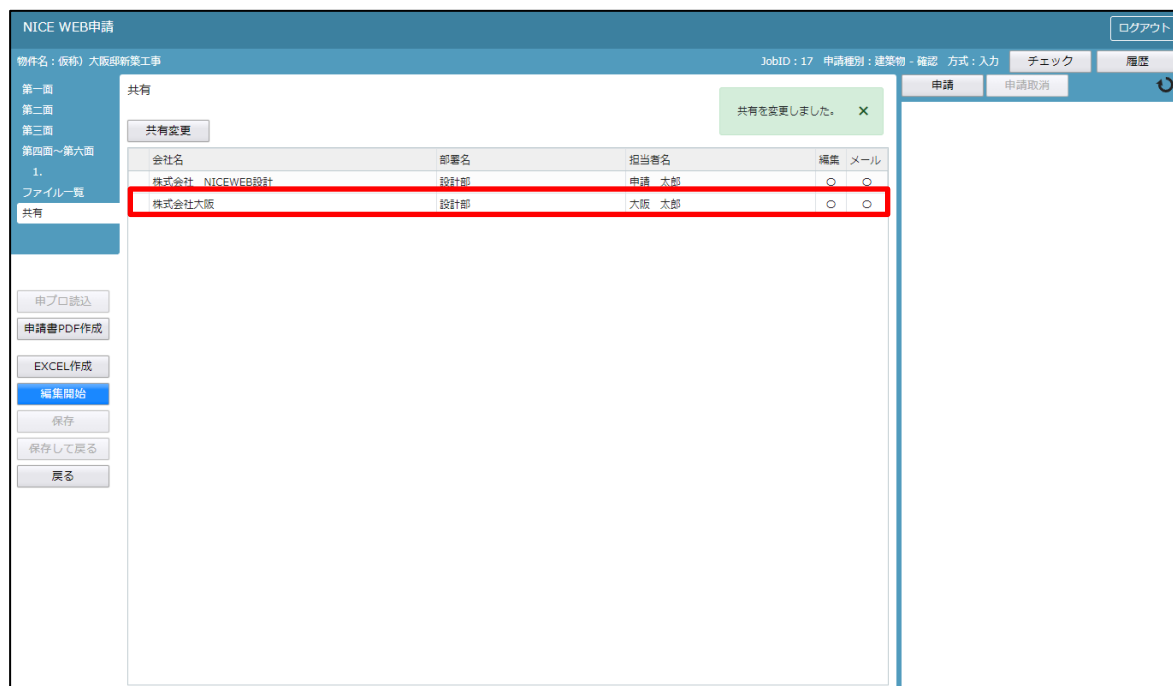 NICE WEB申請
ログアウト
物件名：仮称）大阪邸新築工事 JobID：17 申請種別：建築物 - 確認 方式：入力 チェック 履歴
第一面
第二面
第三面
第四面～第六面
1.
ファイル一覧
共有
申プロ読込
申請書PDF作成
EXCEL作成
編集開始
保存
保存して戻る
戻る
共有
共有を変更しました。 ×
共有変更
会社名 部署名 担当者名 編集 メール
株式会社 NICEWEB設計 設計部 申請 太郎 ○ ○
株式会社大阪 設計部 大阪 太郎 ○ ○
申請 申請取消